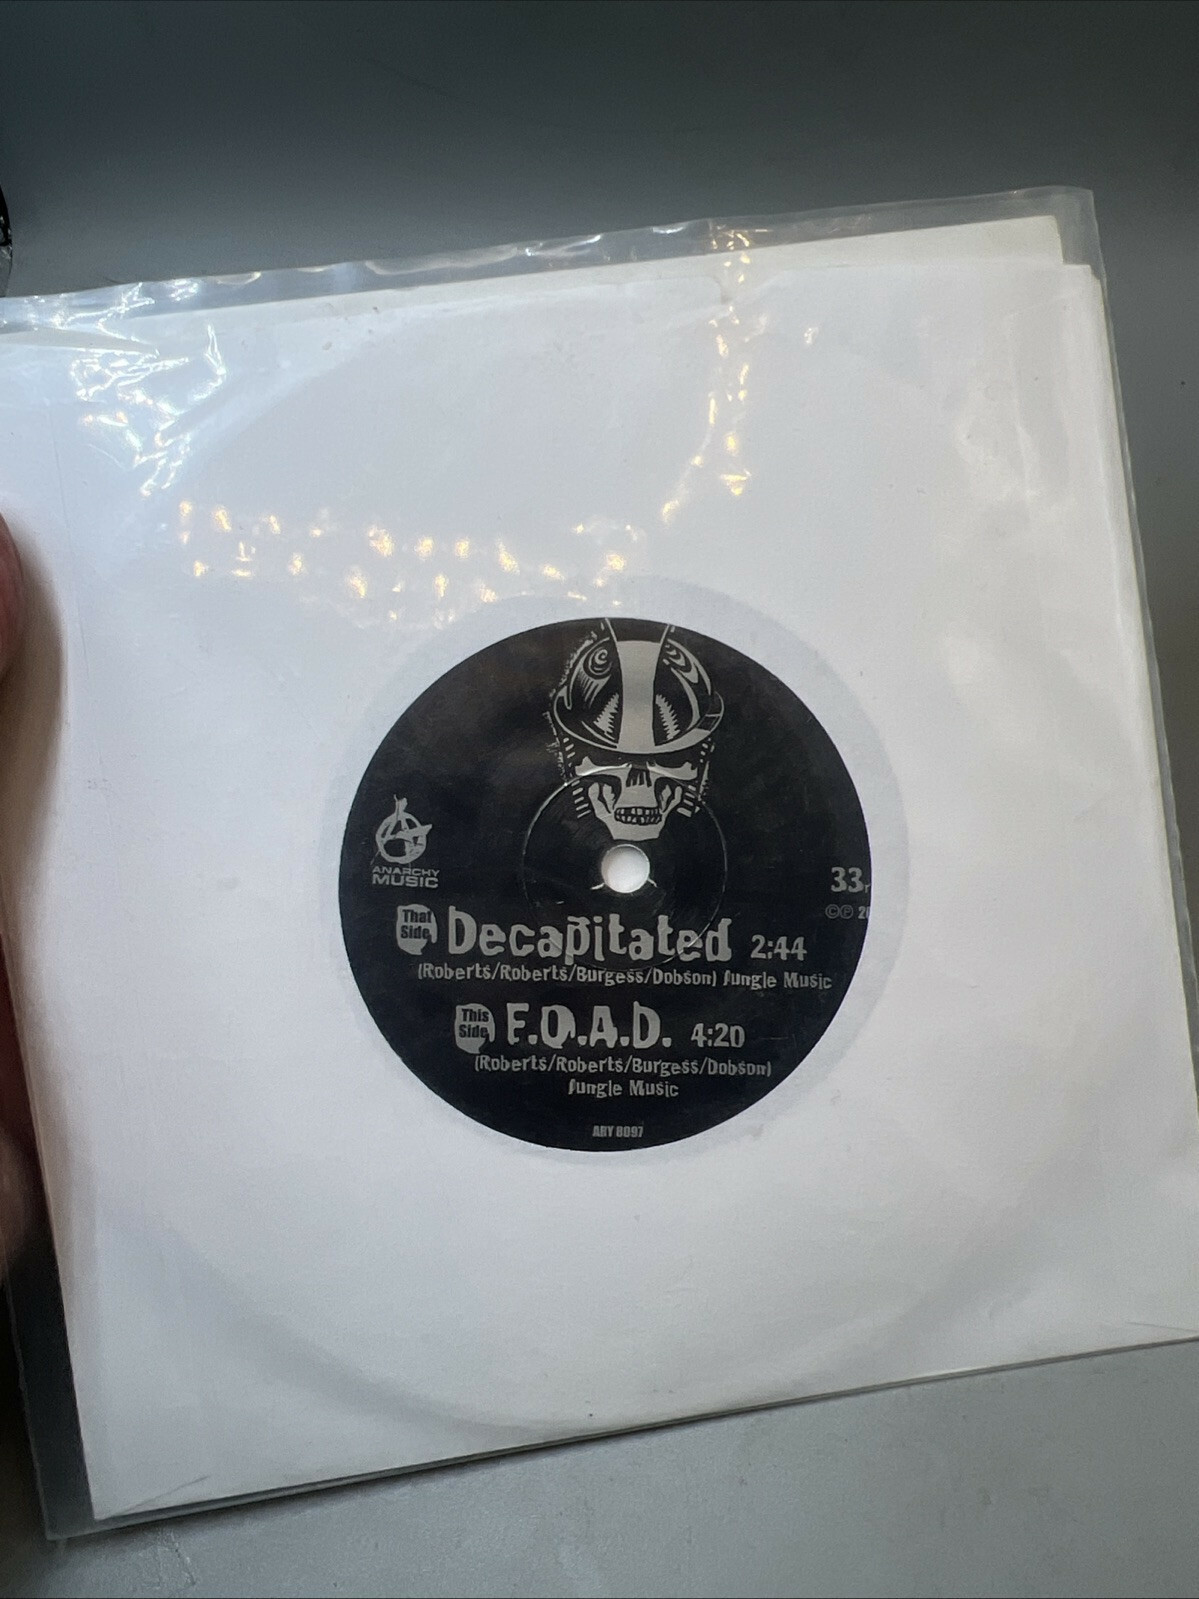 ANARCHY
MUSIC
33
©℗ 20
That
Side
Decapitated 2:44
(Roberts/Roberts/Burgess/Dobson) Jungle Music
This
Side
F.O.A.D. 4:20
(Roberts/Roberts/Burgess/Dobson)
Jungle Music
ARY 8097